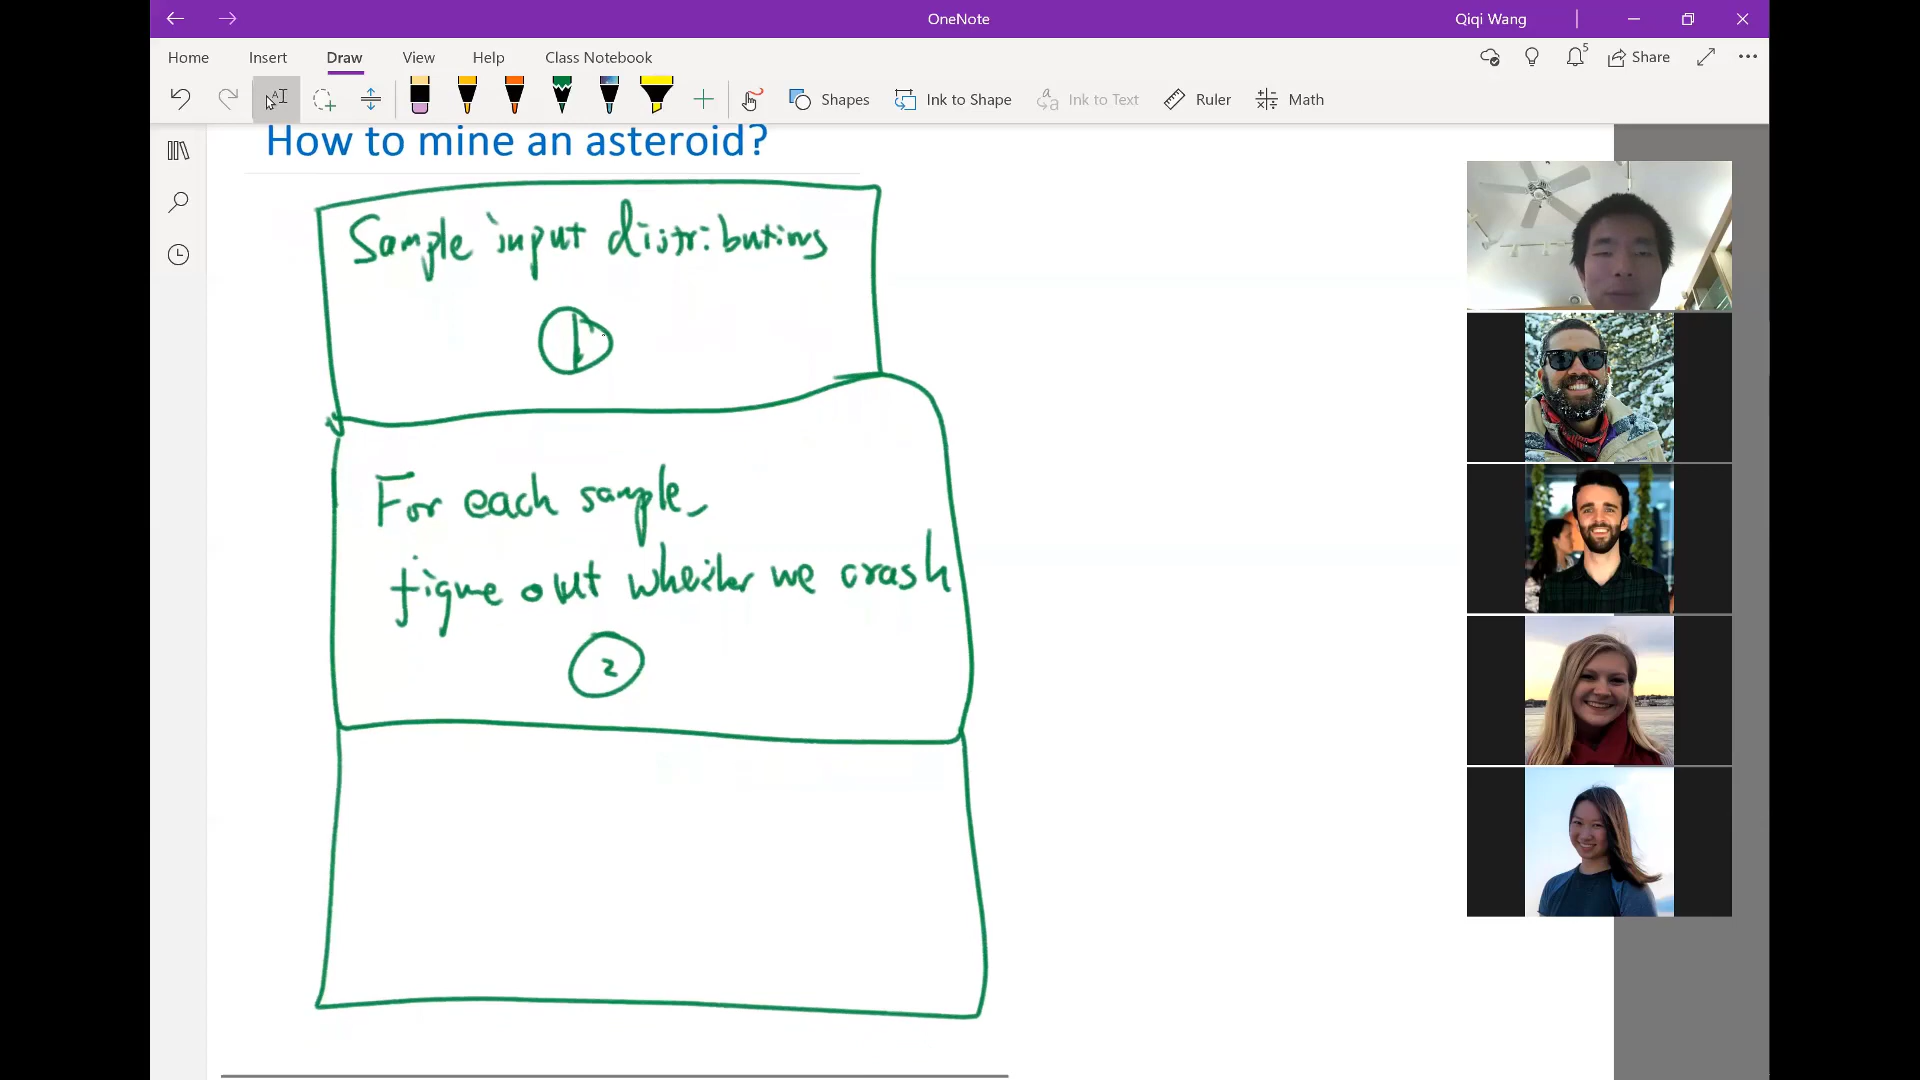 OneNote
Qiqi Wang
Home Insert Draw View Help Class Notebook
5
Share
AI
Shapes
Ink to Shape
a
a
Ink to Text
Ruler
Math
How to mine an asteroid?
Sample input distributions
1
For each sample,
figure out whether we crash
2